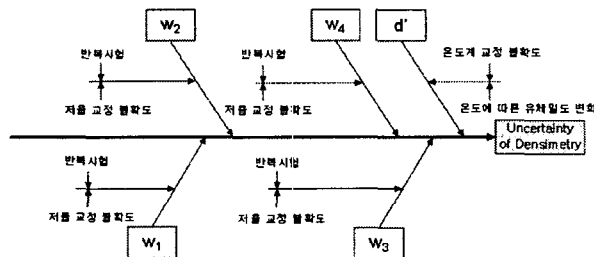 w₂
w₄
d'
반복시험
저울 교정 불확도
반복시험
저울 교정 불확도
온도계 교정 불확도
온도에 따른 유체밀도 변화
Uncertainty
of Densimetry
반복시험
저울 교정 불확도
반복시험
저울 교정 불확도
w₁
w₃